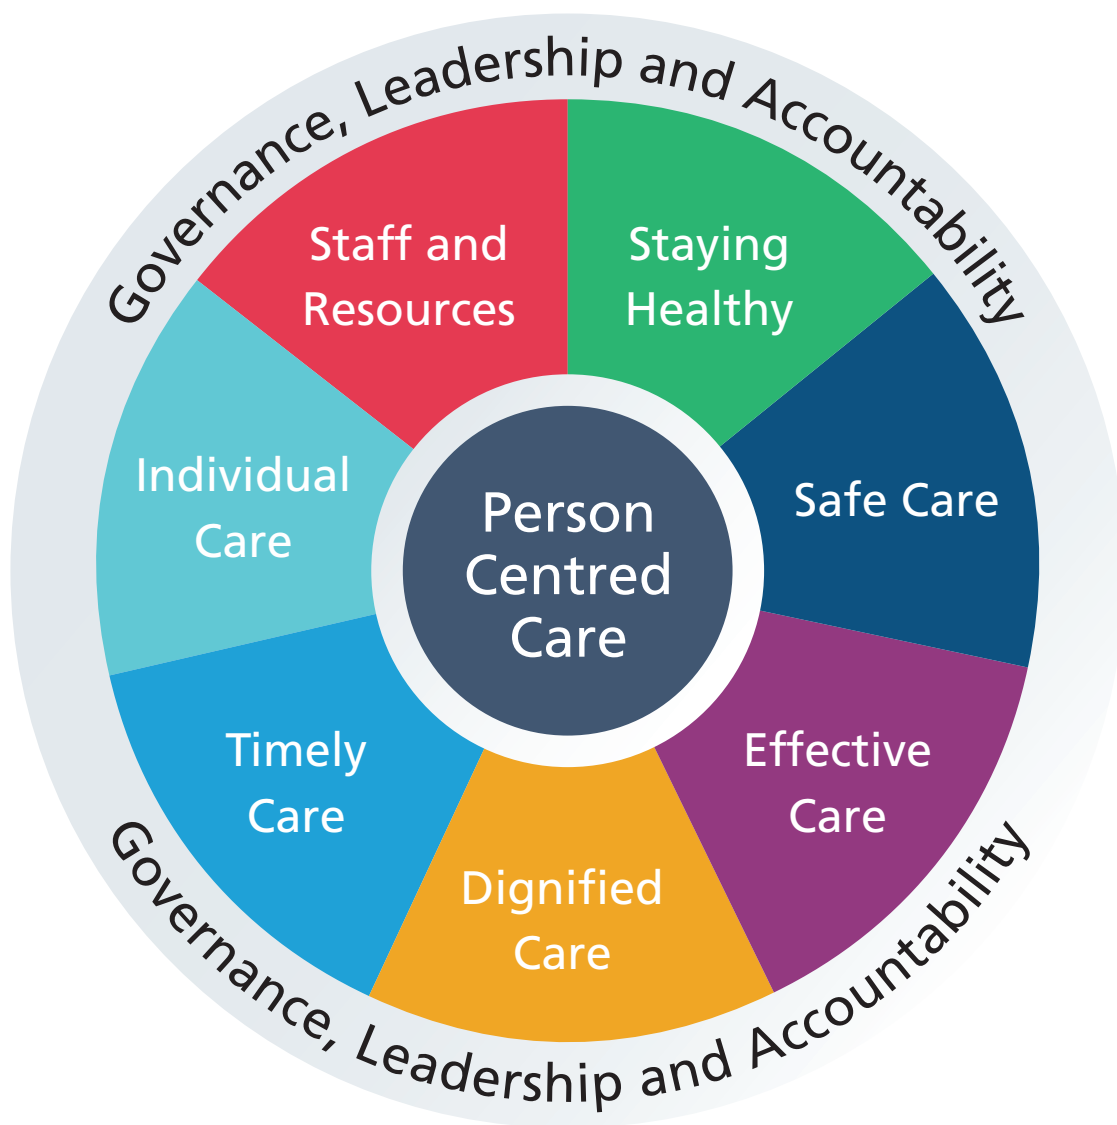 Governance, Leadership and Accountability
Staff and
Resources
Staying
Healthy
Individual
Care
Safe Care
Person
Centred
Care
Timely
Care
Effective
Care
Dignified
Care
Governance, Leadership and Accountability